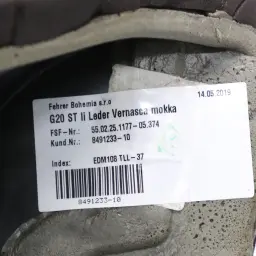 Fehrer Bohemia s.r.o
14.05.2019
G20 ST li Leder Vernasca mokka
FSF-Nr.: 55.02.25.1177-05.374
Kund.Nr.: 8491233-10
Index: EDM108 TLL-37
8491233-10